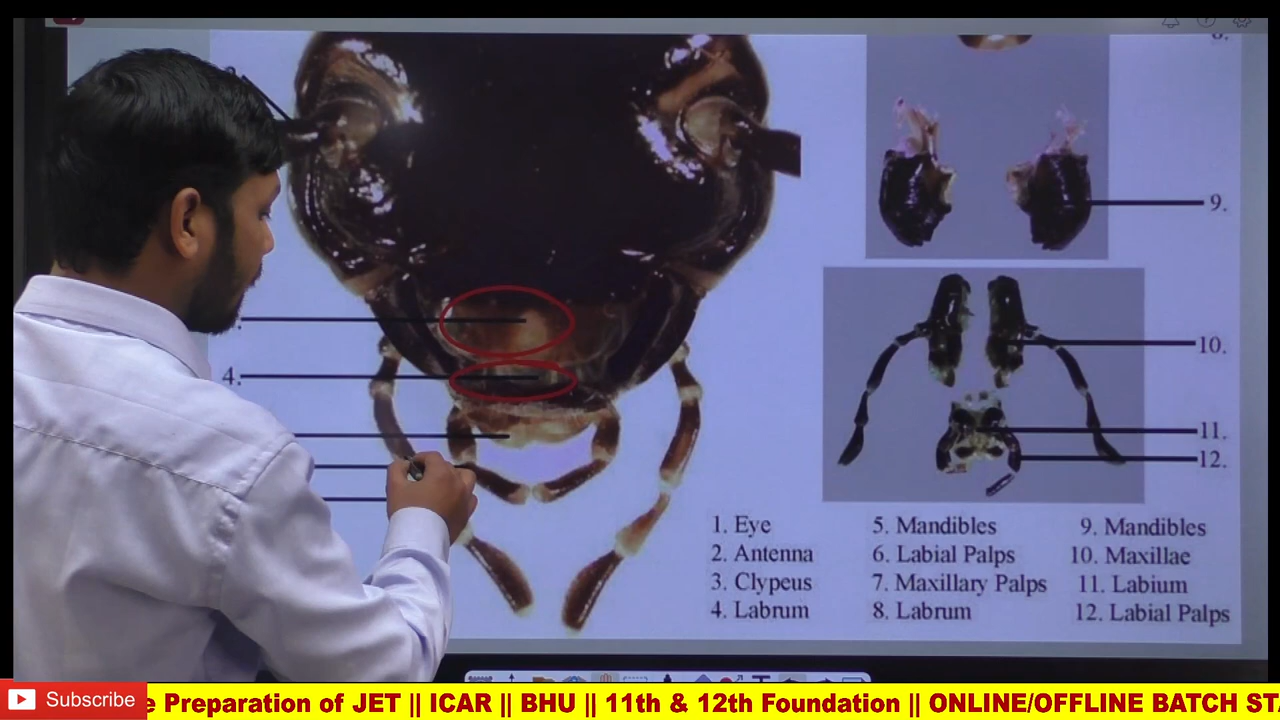 9.
4.
10.
11.
12.
1. Eye
2. Antenna
3. Clypeus
4. Labrum
5. Mandibles
6. Labial Palps
7. Maxillary Palps
8. Labrum
9. Mandibles
10. Maxillae
11. Labium
12. Labial Palps
Subscribe
Preparation of JET || ICAR || BHU || 11th & 12th Foundation || ONLINE/OFFLINE BATCH